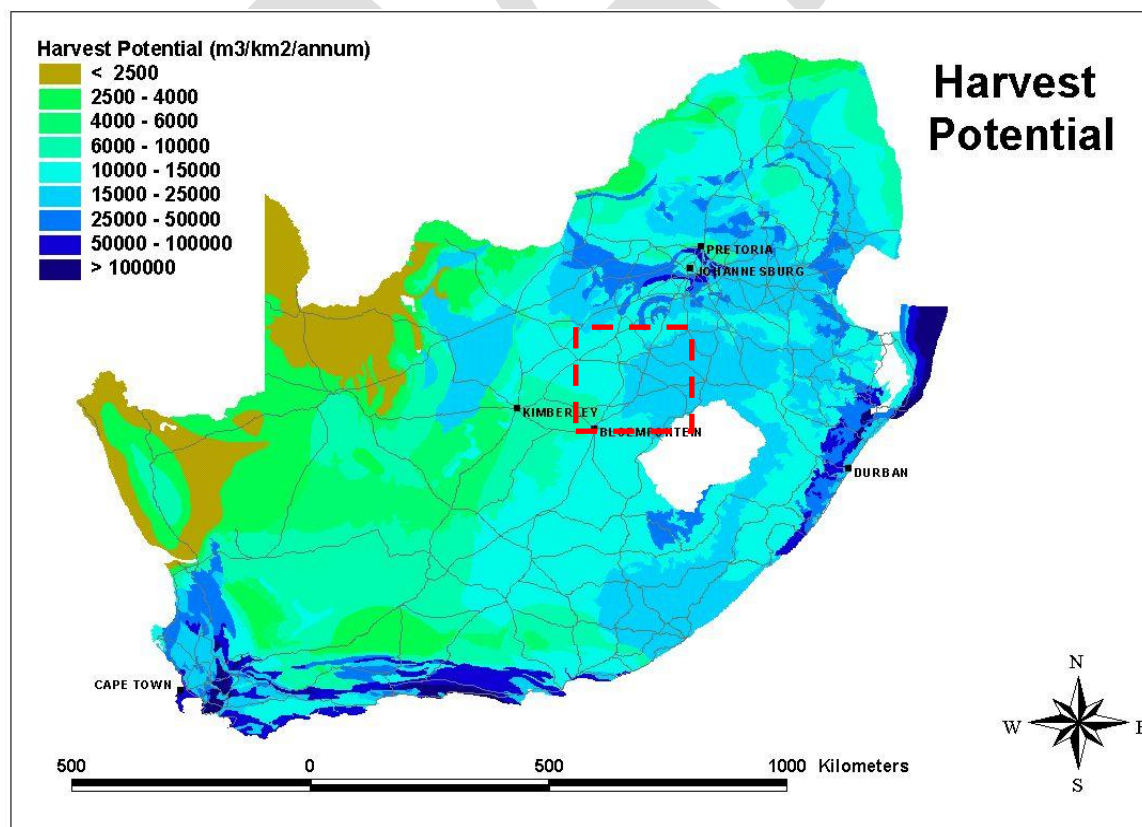 Harvest Potential (m3/km2/annum)
< 2500
2500 - 4000
4000 - 6000
6000 - 10000
10000 - 15000
15000 - 25000
25000 - 50000
50000 - 100000
> 100000
Harvest
Potential
PRETORIA
JOHANNESBURG
KIMBERLEY
BLOEMFONTEIN
DURBAN
CAPE TOWN
N
W
E
S
500
0
500
1000 Kilometers